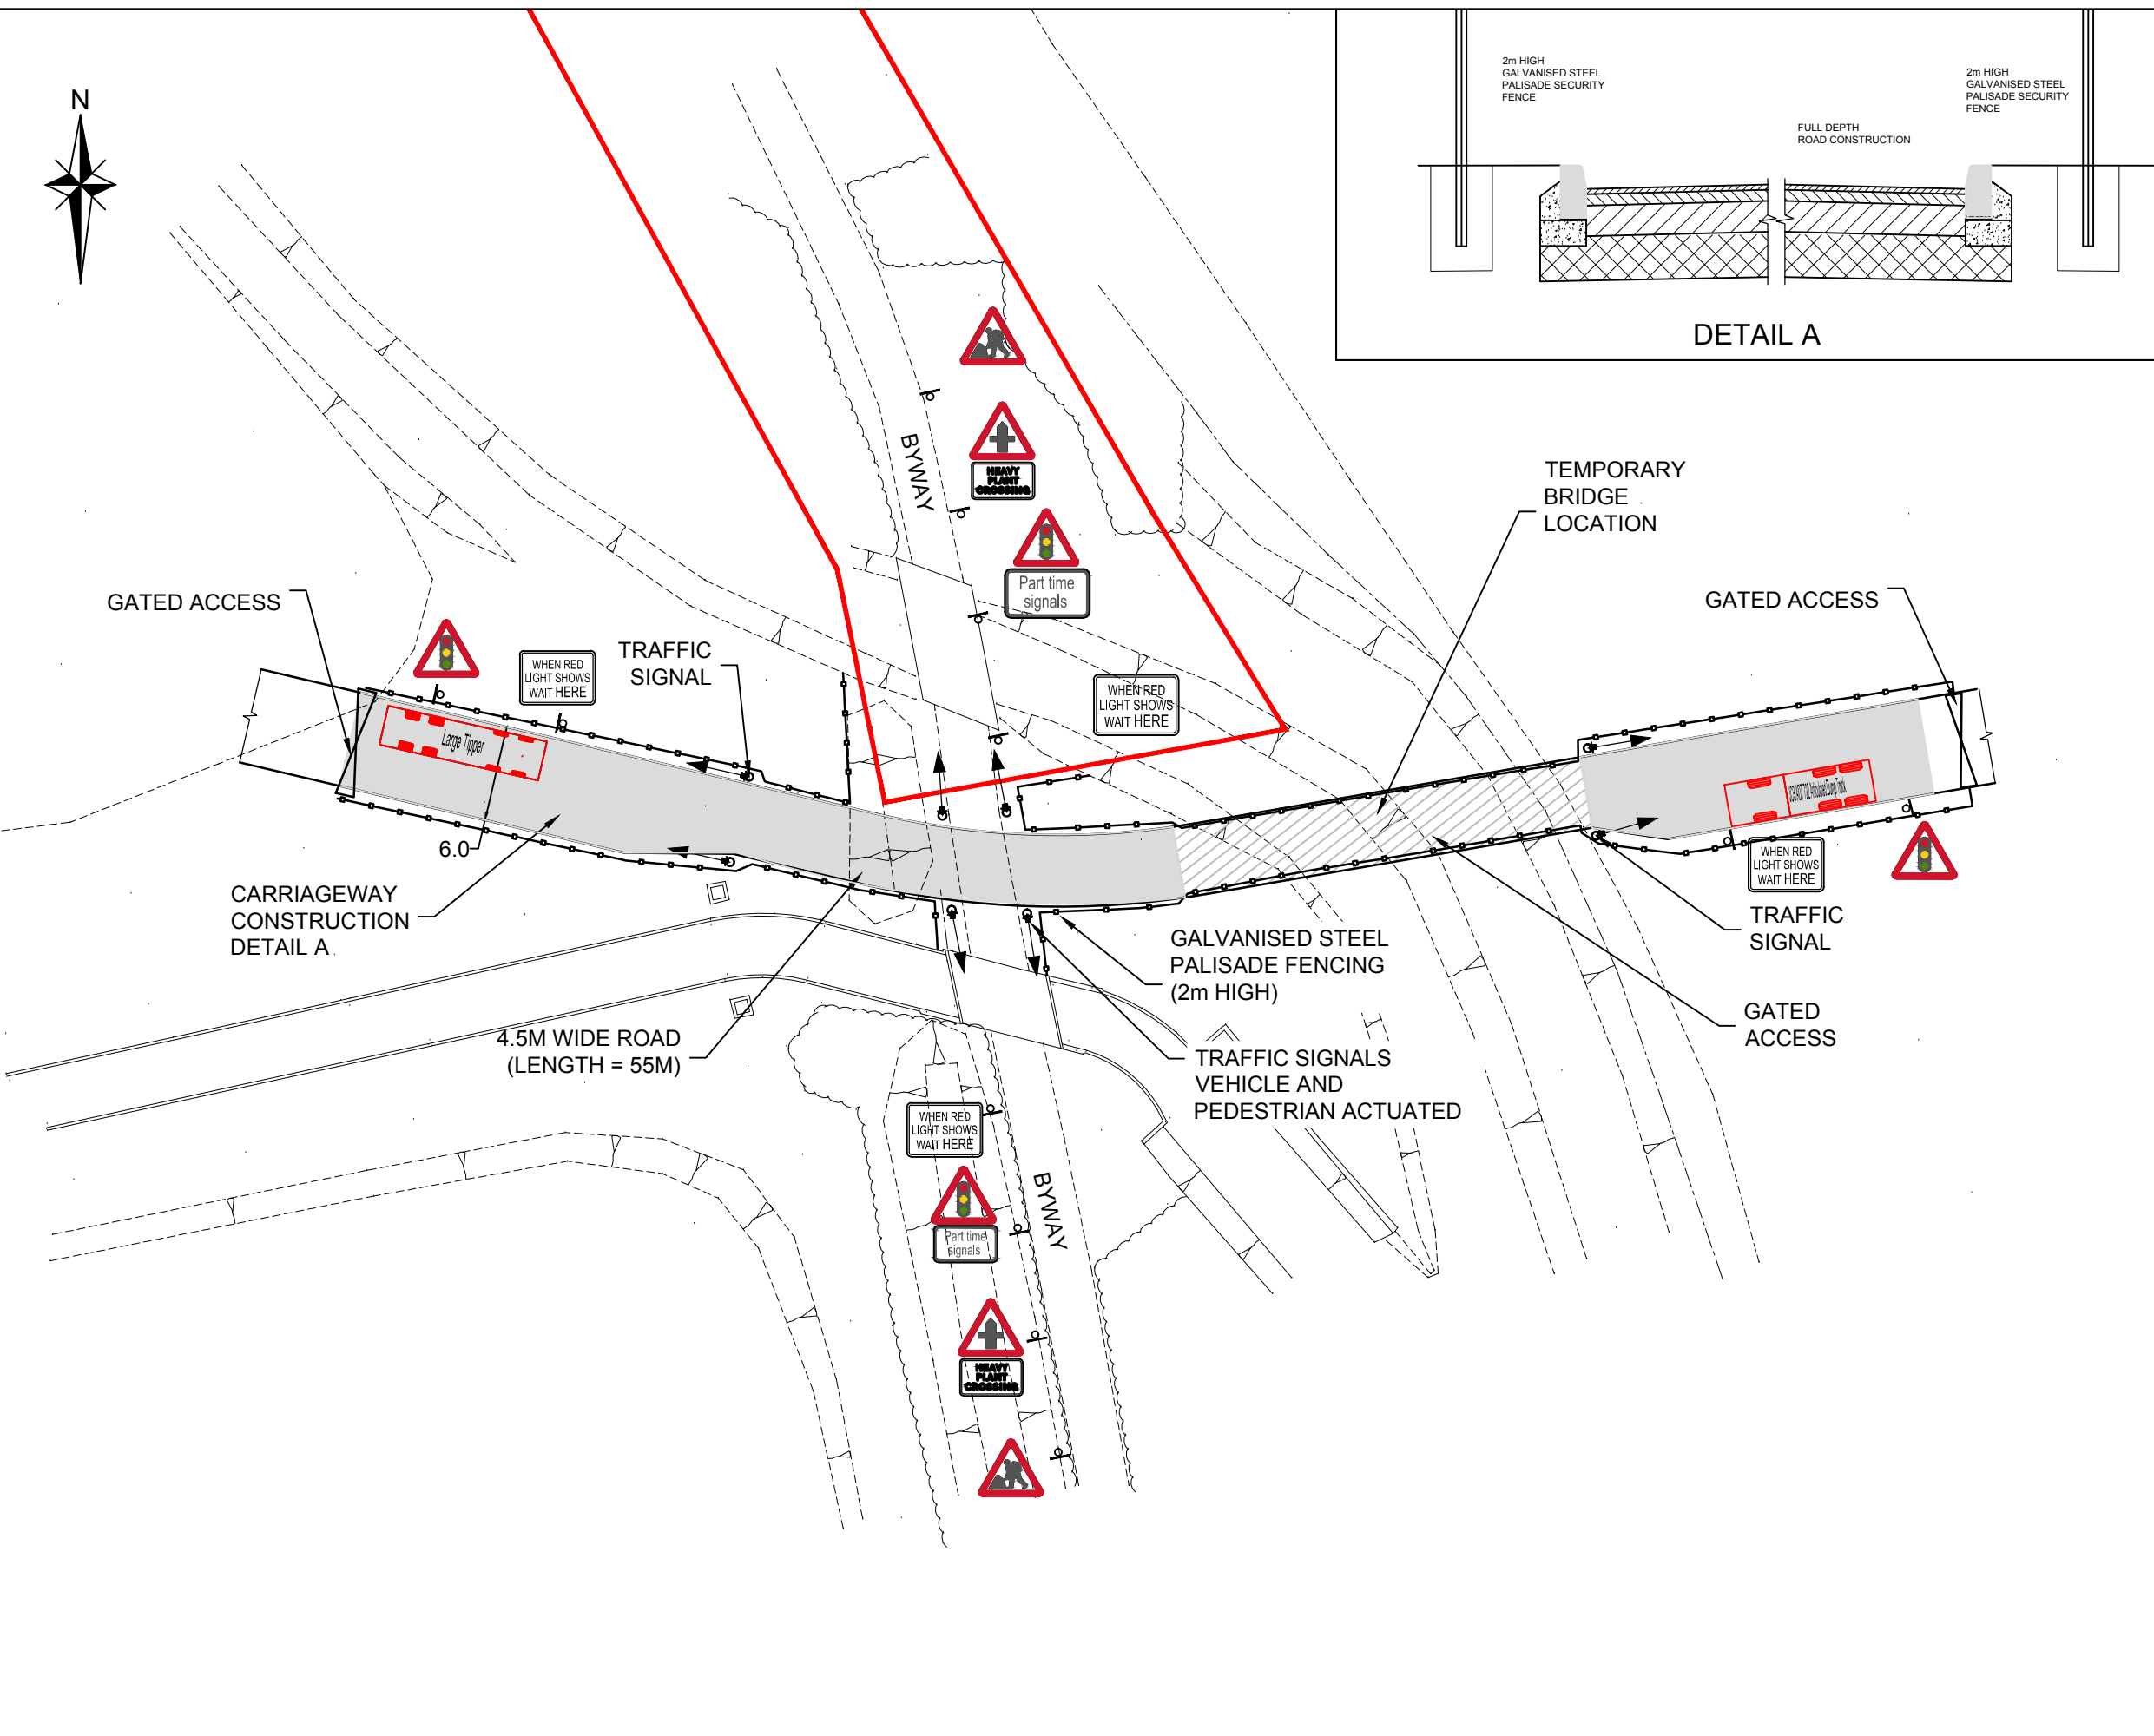 N
2m HIGH
GALVANISED STEEL
PALISADE SECURITY
FENCE
2m HIGH
GALVANISED STEEL
PALISADE SECURITY
FENCE
FULL DEPTH
ROAD CONSTRUCTION
DETAIL A
BYWAY
HEAVY
PLANT
CROSSING
Part time
signals
TEMPORARY
BRIDGE
LOCATION
GATED ACCESS
GATED ACCESS
WHEN RED
LIGHT SHOWS
WAIT HERE
TRAFFIC
SIGNAL
WHEN RED
LIGHT SHOWS
WAIT HERE
Large Tipper
6.0
CARRIAGEWAY
CONSTRUCTION
DETAIL A
WHEN RED
LIGHT SHOWS
WAIT HERE
TRAFFIC
SIGNAL
GALVANISED STEEL
PALISADE FENCING
(2m HIGH)
GATED
ACCESS
4.5M WIDE ROAD
(LENGTH = 55M)
TRAFFIC SIGNALS
VEHICLE AND
PEDESTRIAN ACTUATED
WHEN RED
LIGHT SHOWS
WAIT HERE
BYWAY
Part time
signals
HEAVY
PLANT
CROSSING